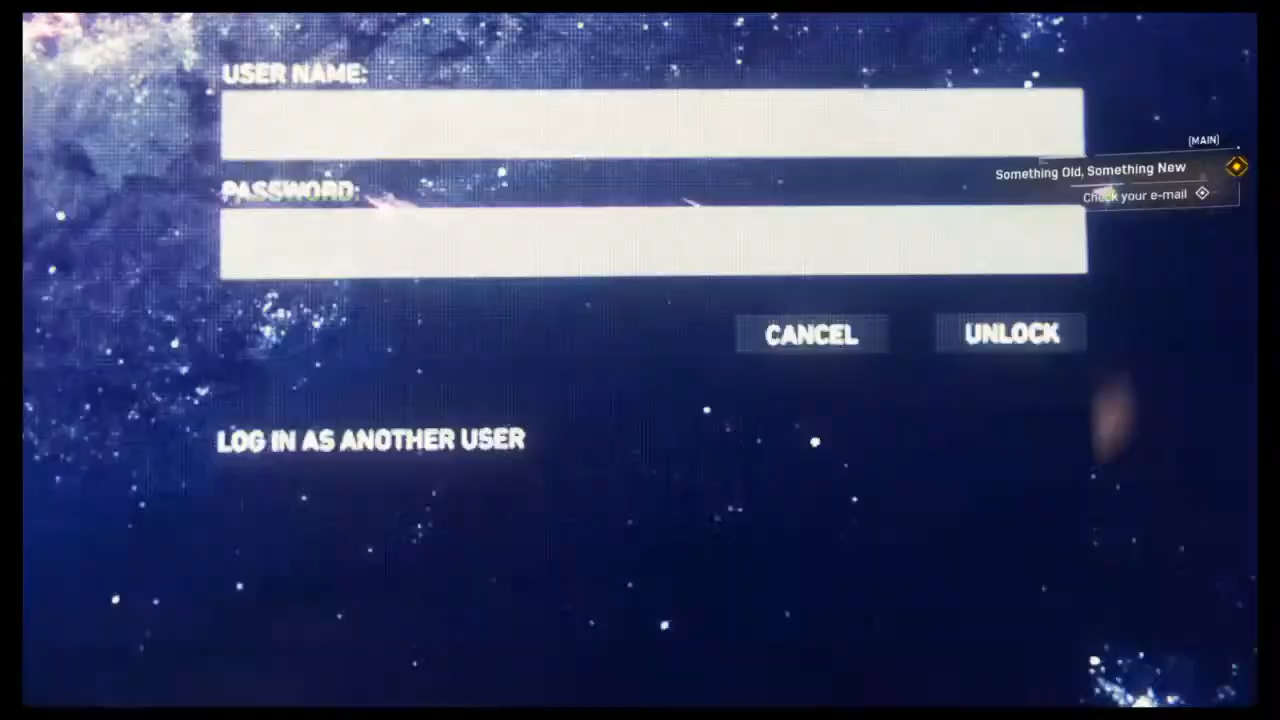 USER NAME:
(MAIN)
Something Old, Something New
PASSWORD:
Check your e-mail
CANCEL
UNLOCK
LOG IN AS ANOTHER USER